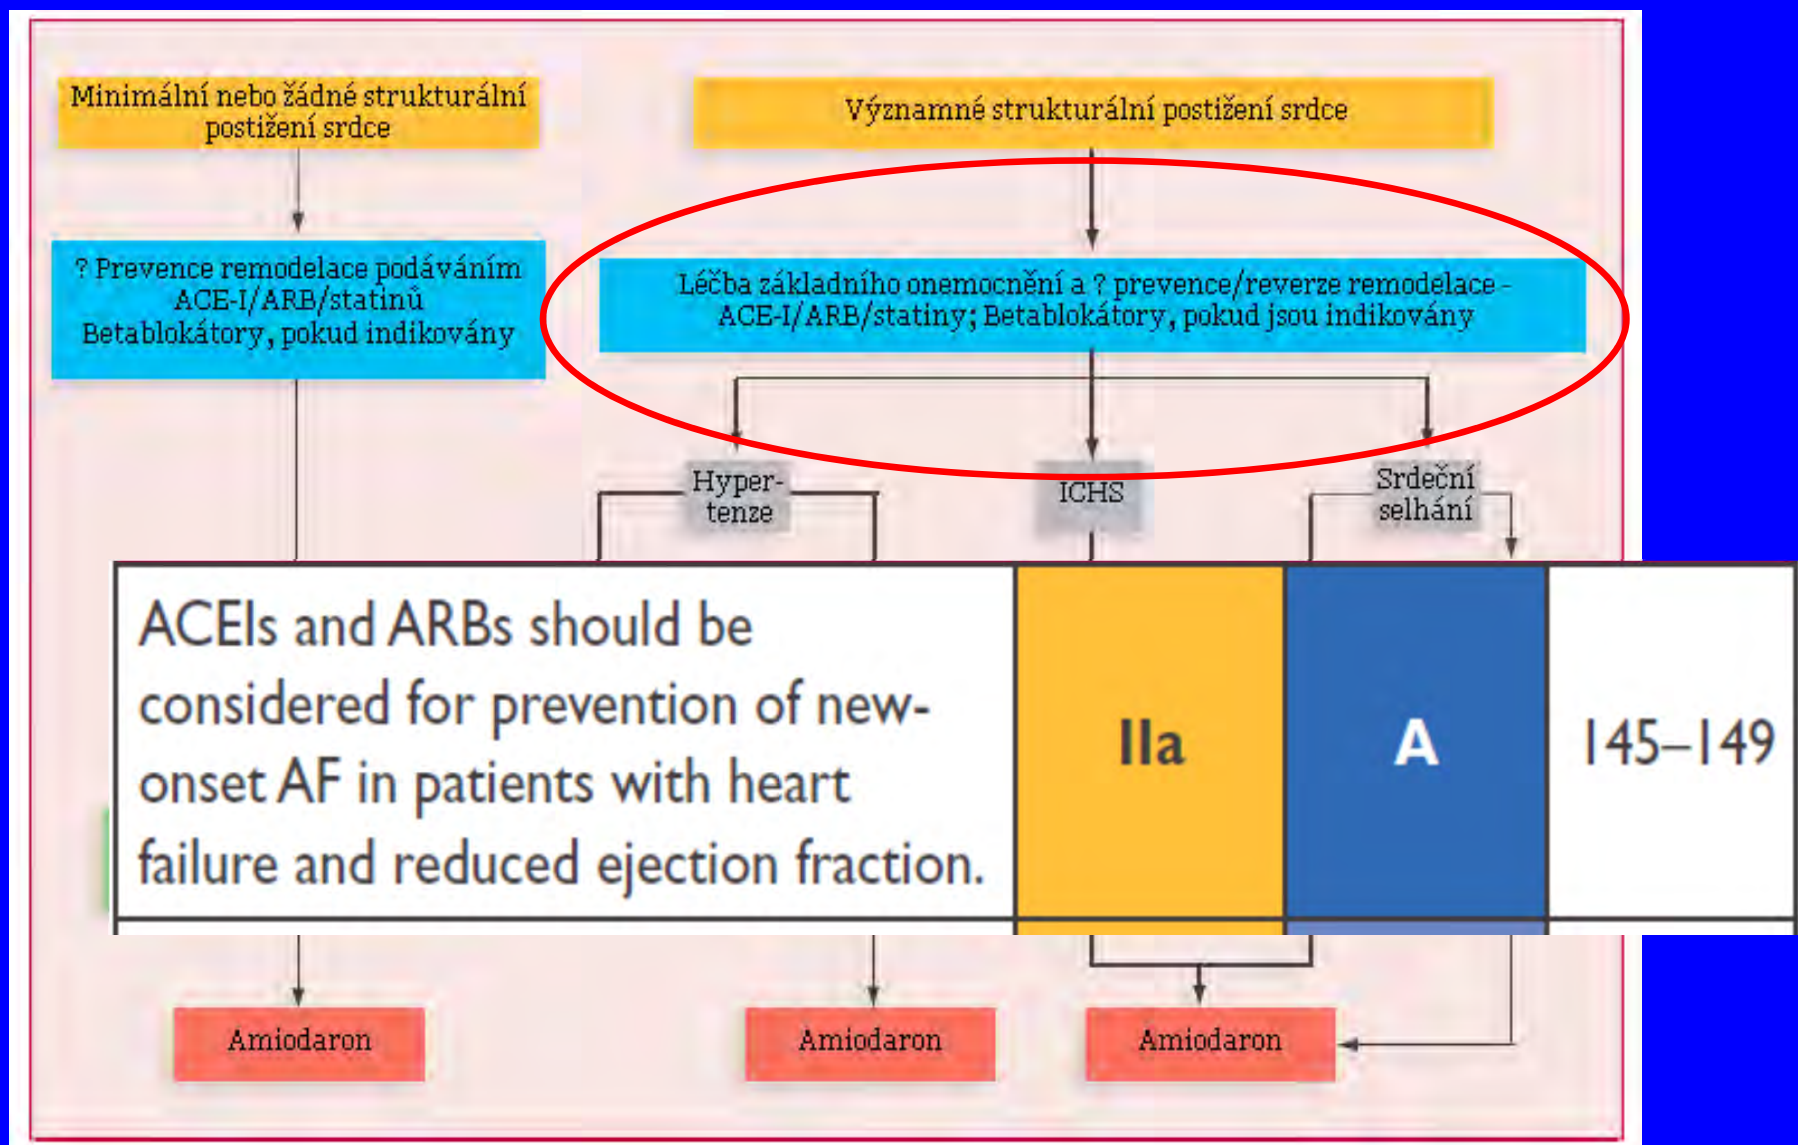 Minimální nebo žádné strukturální
postižení srdce
Významné strukturální postižení srdce
? Prevence remodelace podáváním
ACE-I/ARB/statinů
Betablokátory, pokud indikovány
Léčba základního onemocnění a ? prevence/reverze remodelace -
ACE-I/ARB/statiny; Betablokátory, pokud jsou indikovány
Hyper-
tenze
ICHS
Srdeční
selhání
ACEIs and ARBs should be
considered for prevention of new-
onset AF in patients with heart
failure and reduced ejection fraction.
IIa
A
145–149
Amiodaron
Amiodaron
Amiodaron